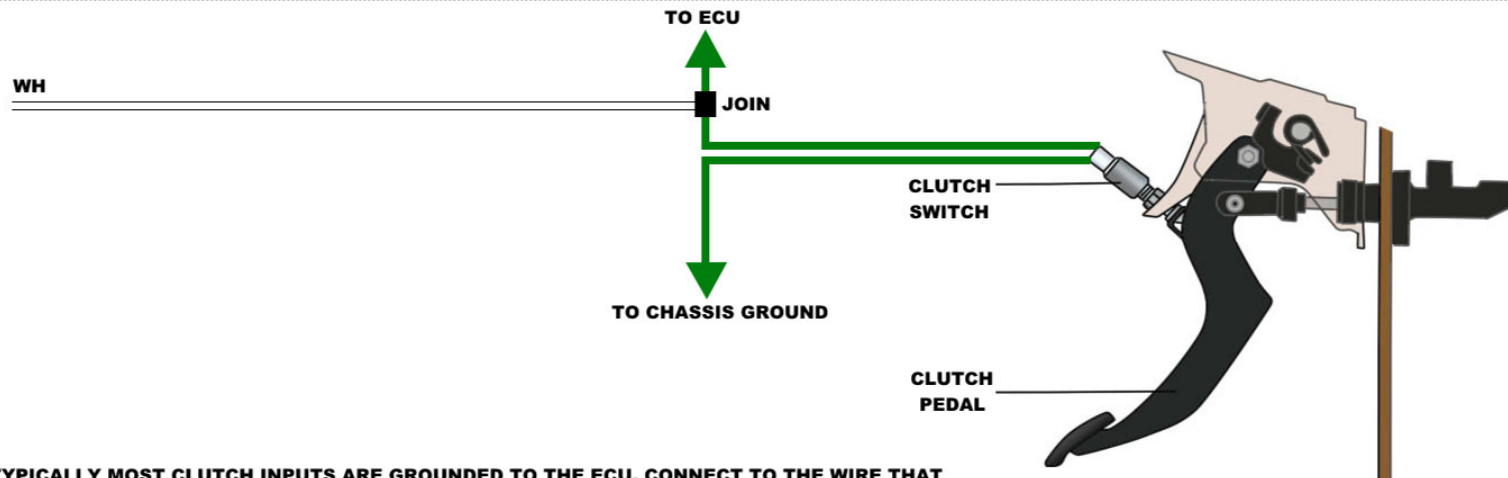 TO ECU
WH
JOIN
CLUTCH
SWITCH
TO CHASSIS GROUND
CLUTCH
PEDAL
TYPICALLY MOST CLUTCH INPUTS ARE GROUNDED TO THE ECU. CONNECT TO THE WIRE THAT